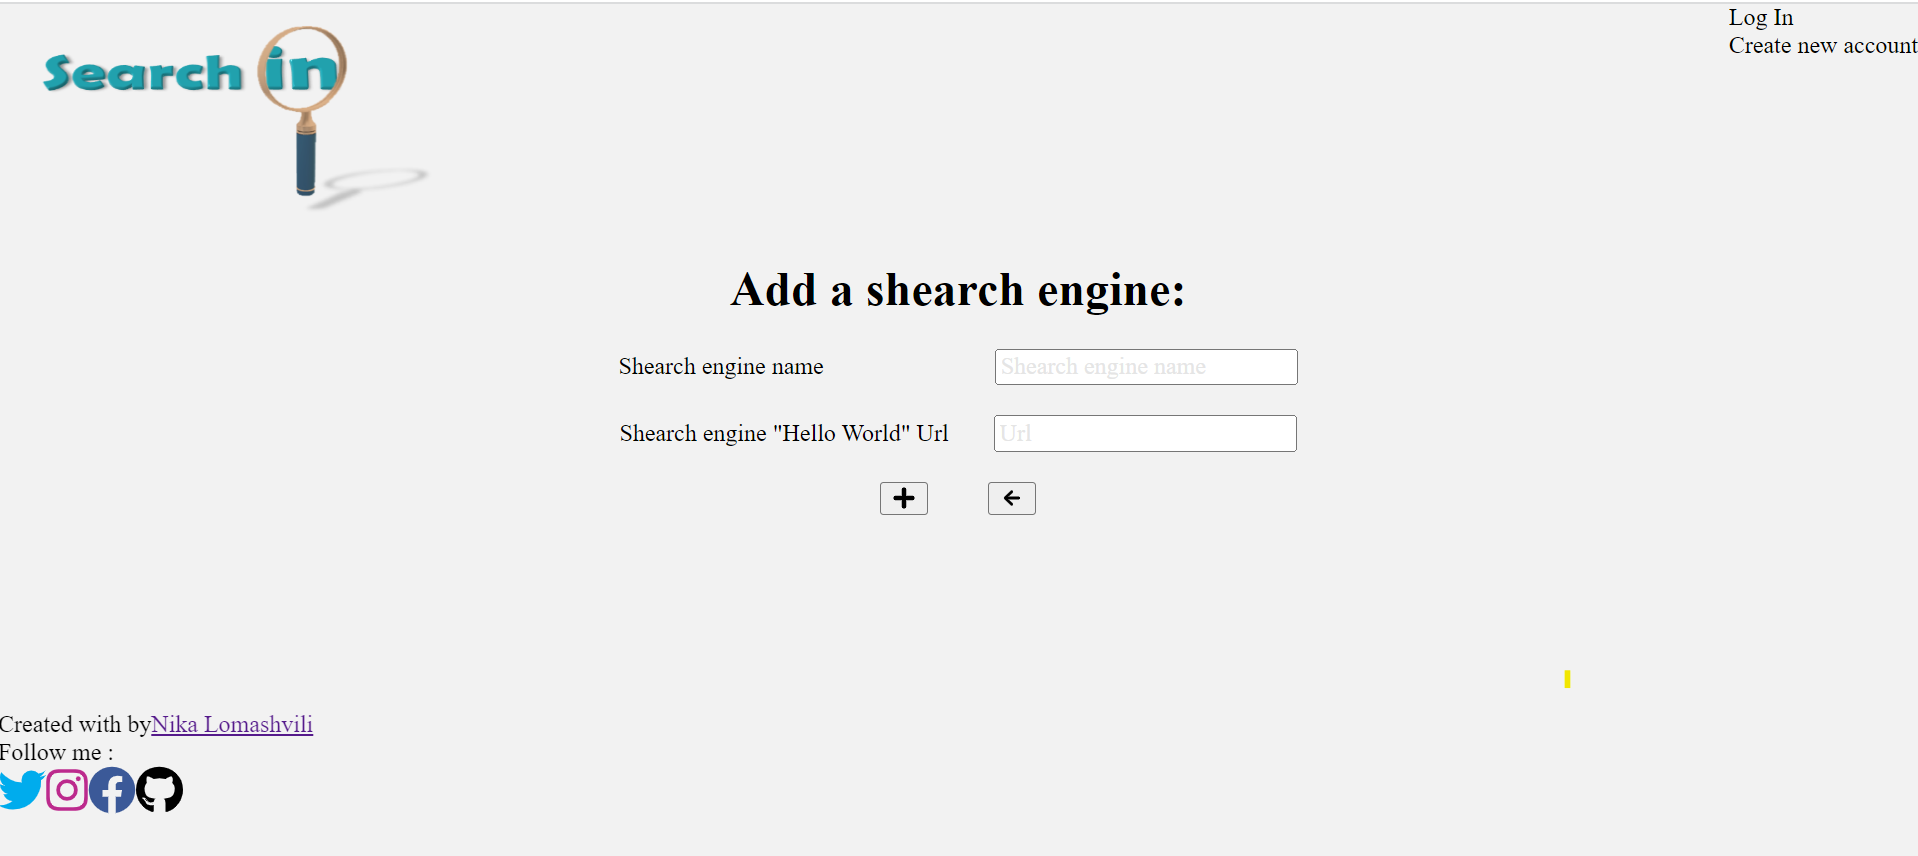 Search in
Log In
Create new account
Add a shearch engine:
Shearch engine name
Shearch engine name
Shearch engine "Hello World" Url
Url
Created with byNika Lomashvili
Follow me :